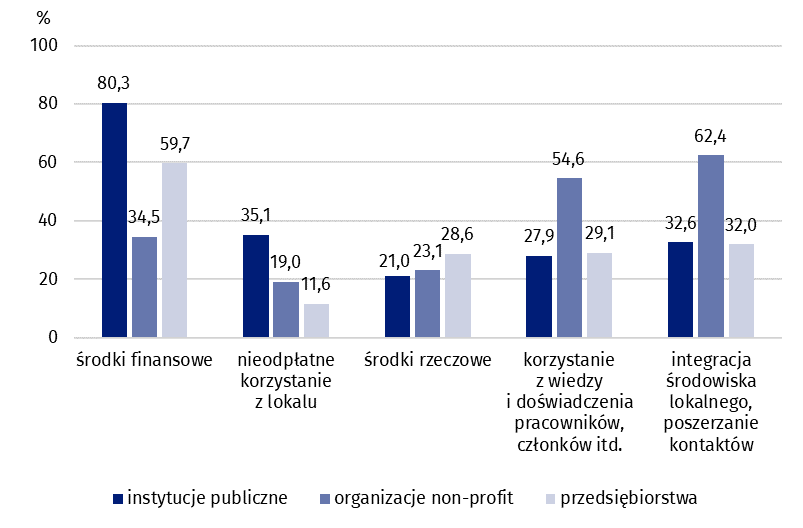 %
100
80
60
40
20
0
80,3
34,5
59,7
35,1
19,0
11,6
21,0
23,1
28,6
27,9
54,6
29,1
32,6
62,4
32,0
środki finansowe
nieodpłatne
korzystanie
z lokalu
środki rzeczowe
korzystanie
z wiedzy
i doświadczenia
pracowników,
członków itd.
integracja
środowiska
lokalnego,
poszerzanie
kontaktów
instytucje publiczne
organizacje non-profit
przedsiębiorstwa